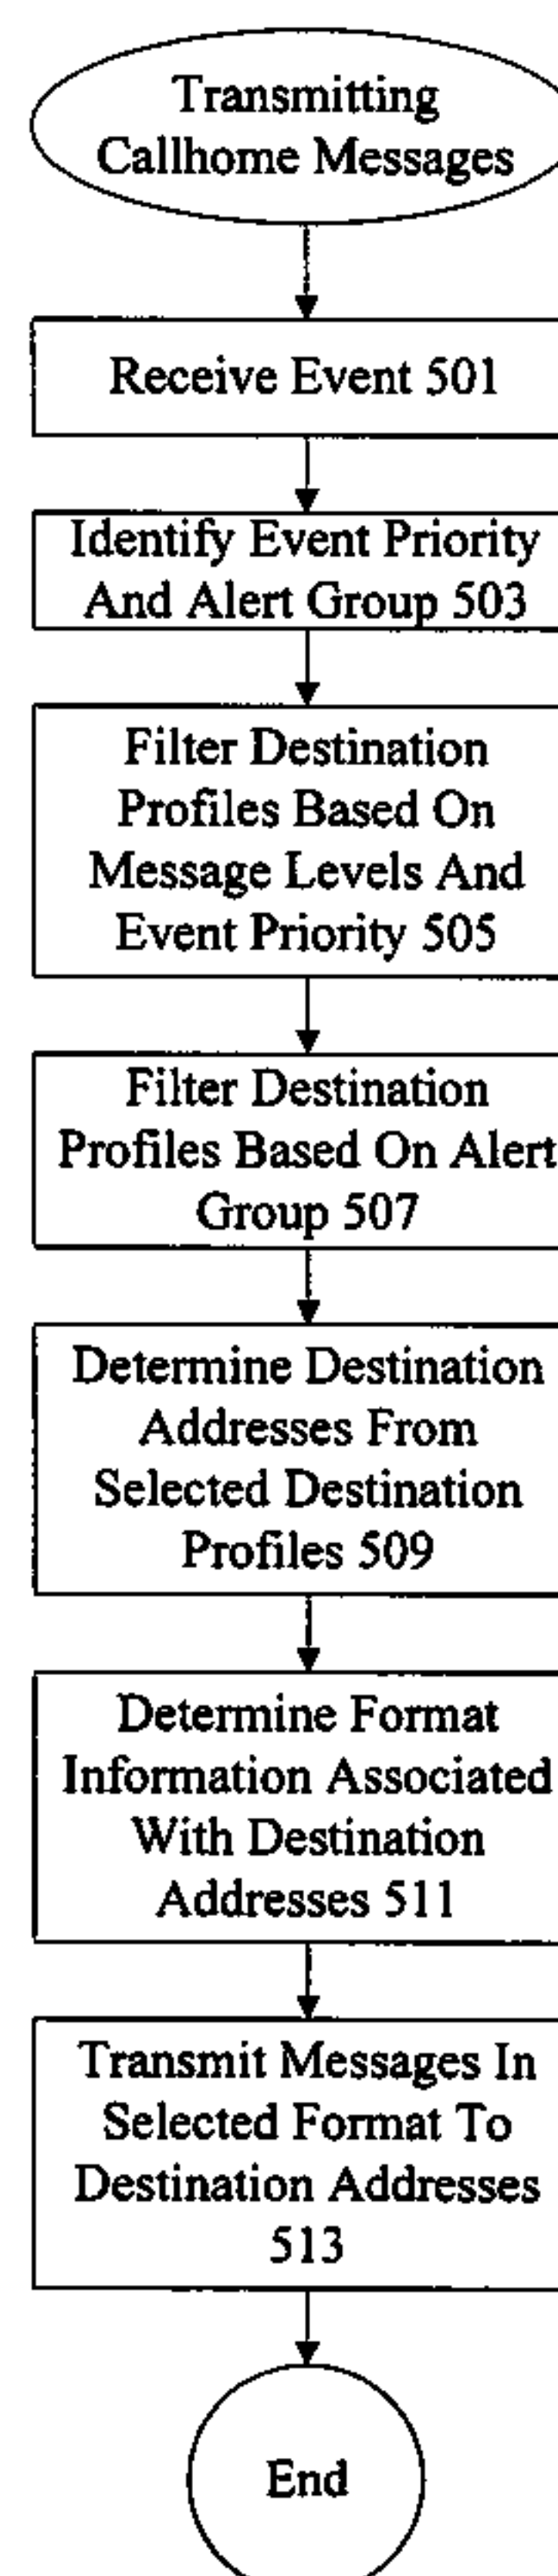 Transmitting
Callhome Messages
Receive Event 501
Identify Event Priority
And Alert Group 503
Filter Destination
Profiles Based On
Message Levels And
Event Priority 505
Filter Destination
Profiles Based On Alert
Group 507
Determine Destination
Addresses From
Selected Destination
Profiles 509
Determine Format
Information Associated
With Destination
Addresses 511
Transmit Messages In
Selected Format To
Destination Addresses
513
End